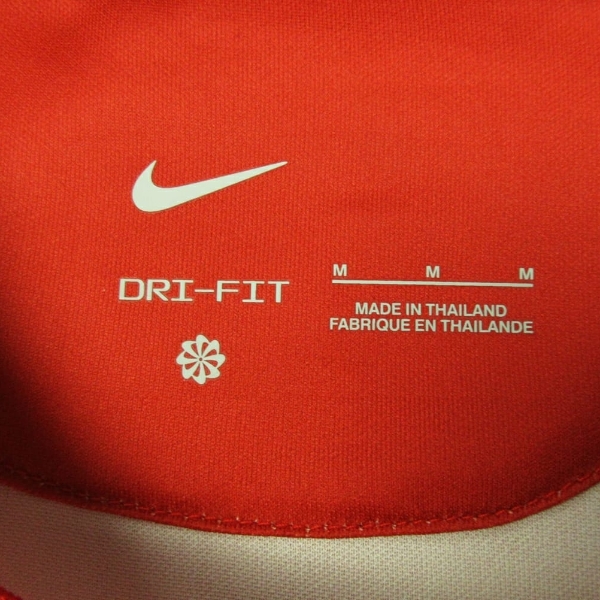 DRI-FIT
M M M
MADE IN THAILAND
FABRIQUE EN THAILANDE